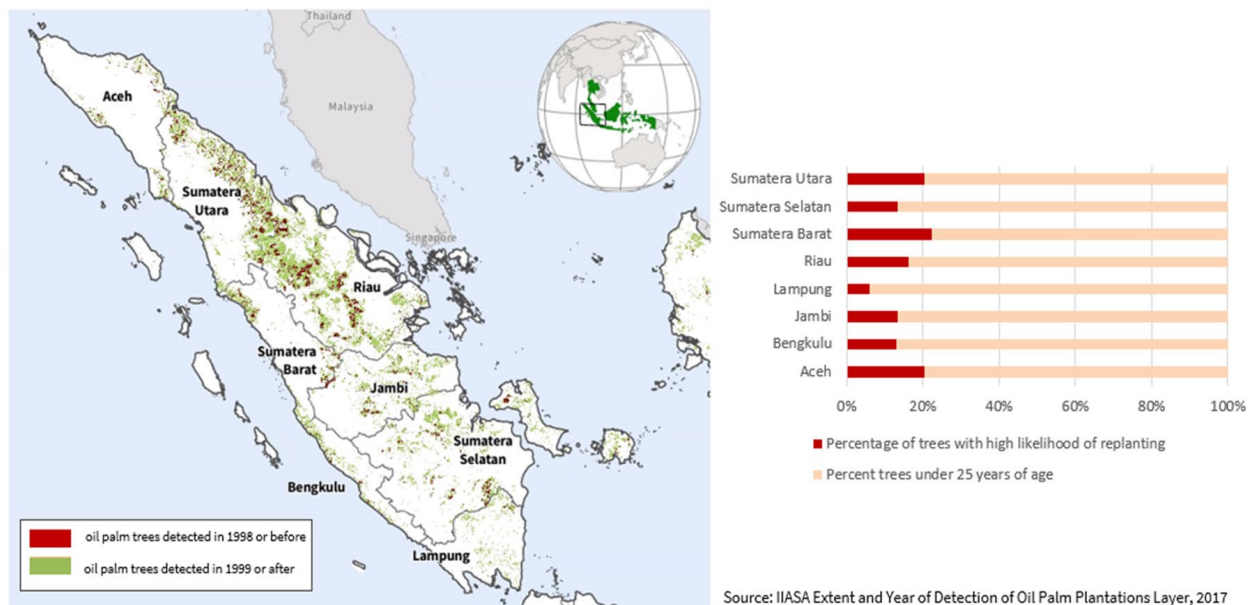 Thailand
Aceh
Malaysia
Sumatera
Utara
Singapore
Riau
Sumatera
Barat
Jambi
Sumatera
Selatan
Bengkulu
Lampung
oil palm trees detected in 1998 or before
oil palm trees detected in 1999 or after
Sumatera Utara
Sumatera Selatan
Sumatera Barat
Riau
Lampung
Jambi
Bengkulu
Aceh
0% 20% 40% 60% 80% 100%
Percentage of trees with high likelihood of replanting
Percent trees under 25 years of age
Source: IIASA Extent and Year of Detection of Oil Palm Plantations Layer, 2017